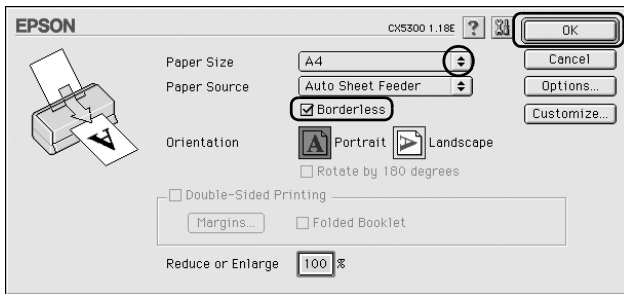 EPSON
CX5300 1.18E ?
OK
Paper Size A4
Cancel
Paper Source Auto Sheet Feeder
Options...
Borderless
Customize...
Orientation A Portrait A Landscape
Rotate by 180 degrees
Double-Sided Printing
Margins... Folded Booklet
Reduce or Enlarge 100 %
A